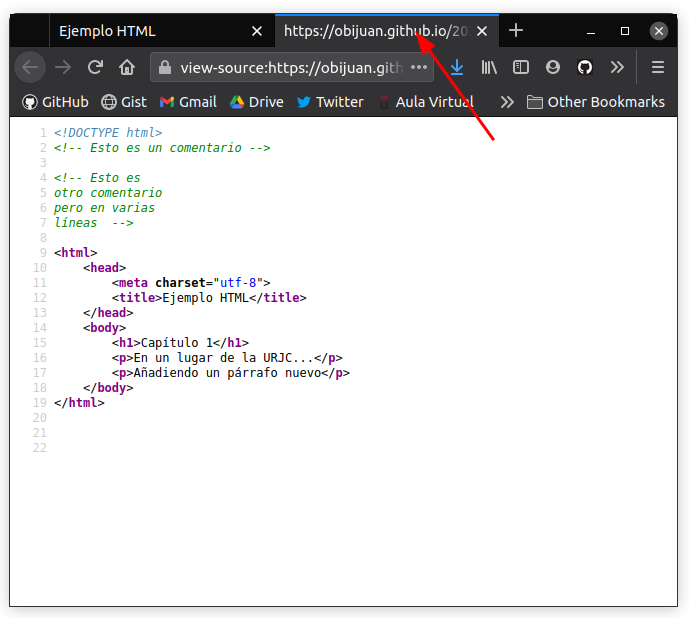 Ejemplo HTML
https://obijuan.github.io/20
view-source:https://obijuan.gith
GitHub Gist Gmail Drive Twitter Aula Virtual Other Bookmarks
1 <!DOCTYPE html>
2 <!-- Esto es un comentario -->
3
4 <!-- Esto es
5 otro comentario
6 pero en varias
7 líneas  -->
8
9 <html>
10     <head>
11         <meta charset="utf-8">
12         <title>Ejemplo HTML</title>
13     </head>
14     <body>
15         <h1>Capítulo 1</h1>
16         <p>En un lugar de la URJC...</p>
17         <p>Añadiendo un párrafo nuevo</p>
18     </body>
19 </html>
20
21
22